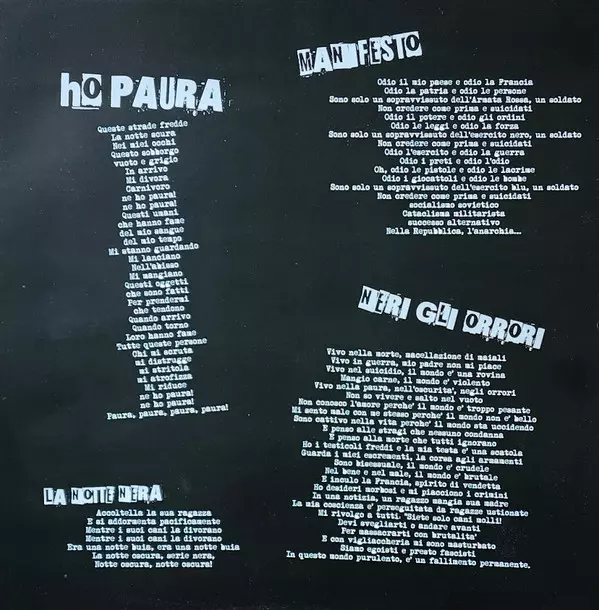 ho PAURA
Queste strade fredde
La notte scura
Nei miei occhi
Questo sobborgo
vuoto e grigio
In arrivo
Mi divora
Carnivoro
ne ho paura!
ne ho paura!
Questi umani
che hanno fame
del mio sangue
del mio tempo
Mi stanno guardando
Mi lanciano
Nell'abisso
Mi mangiano
Questi oggetti
che sono fatti
Per prendermi
che tendono
Quando arrivo
Quando torno
Loro hanno fame
Tutte queste persone
Chi mi scruta
mi distrugge
mi stritola
mi atrofizza
Mi riduce
ne ho paura!
ne ho paura!
Paura, paura, paura, paura!
LA NOTTE NERA
Accoltella la sua ragazza
E si addormenta pacificamente
Mentre i suoi cani la divorano
Mentre i suoi cani la divorano
Era una notte buia, era una notte buia
La notte oscura, serie nera,
Notte oscura, notte oscura!
MANIFESTO
Odio il mio paese e odio la Francia
Odio la patria e odio le persone
Sono solo un sopravvissuto dell'Armata Rossa, un soldato
Non credere come prima e suicidati
Odio il potere e odio gli ordini
Odio le leggi e odio la forza
Sono solo un sopravvissuto dell'esercito nero, un soldato
Non credere come prima e suicidati
Odio l'esercito e odio la guerra
Odio i preti e odio l'odio
Oh, odio le pistole e odio le lacrime
Odio i giocattoli e odio le bombe
Sono solo un sopravvissuto dell'esercito blu, un soldato
Non credere come prima e suicidati
socialismo sovietico
Cataclisma militarista
successo alternativo
Nella Repubblica, l'anarchia...
NERI GLI ORRORI
Vivo nella morte, macellazione di maiali
Vivo in guerra, mio padre non mi piace
Vivo nel suicidio, il mondo e' una rovina
Mangio carne, il mondo e' violento
Vivo nella paura, nell'oscurita', negli orrori
Non so vivere e salto nel vuoto
Non conosco l'amore perche' il mondo e' troppo pesante
Mi sento male con me stesso perche' il mondo non e' bello
Sono cattivo nella vita perche' il mondo sta uccidendo
E penso alle stragi che nessuno condanna
E penso alla morte che tutti ignorano
Ho i testicoli freddi e la mia testa e' una scatola
Guarda i miei escrementi, la corsa agli armamenti
Sono bisessuale, il mondo e' crudele
Nel bene e nel male, il mondo e' brutale
E inculo la Francia, spirito di vendetta
Ho desideri morbosi e mi piacciono i crimini
In una notizia, un ragazzo mangia sua madre
La mia coscienza e' pereguitata da ragazze ustionate
Mi rivolgo a tutti. "Siete solo cani molli!
Devi svegliarti o andare avanti
Per massacrarti con brutalita'
E con vigliaccheria mi sono masturbato
Siamo egoisti e presto fascisti
In questo mondo purulento, e' un fallimento permanente.